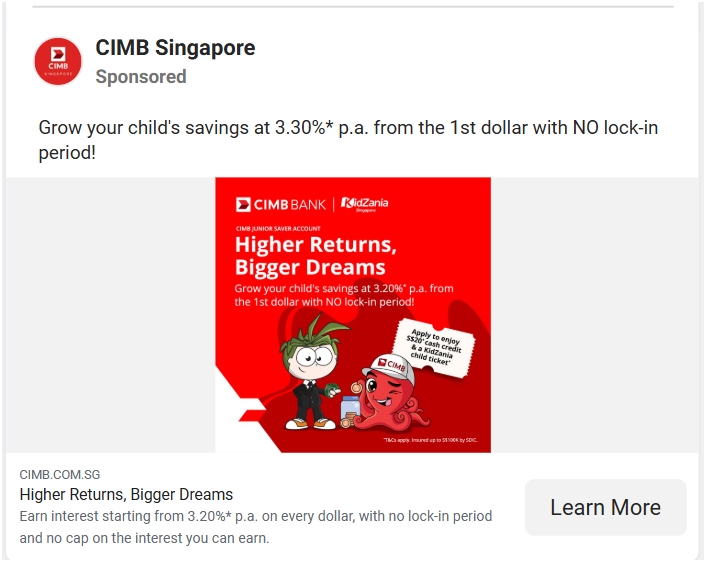 CIMB
SINGAPORE
CIMB Singapore
Sponsored
Grow your child's savings at 3.30%* p.a. from the 1st dollar with NO lock-in
period!
CIMB BANK | KidZania
Singapore
CIMB JUNIOR SAVER ACCOUNT
Higher Returns,
Bigger Dreams
Grow your child's savings at 3.20%* p.a. from
the 1st dollar with NO lock-in period!
Apply to enjoy
S$20* cash credit
& a KidZania
child ticket*
CIMB
*T&Cs apply. Insured up to S$100K by SDIC.
CIMB.COM.SG
Higher Returns, Bigger Dreams
Earn interest starting from 3.20%* p.a. on every dollar, with no lock-in period
and no cap on the interest you can earn.
Learn More